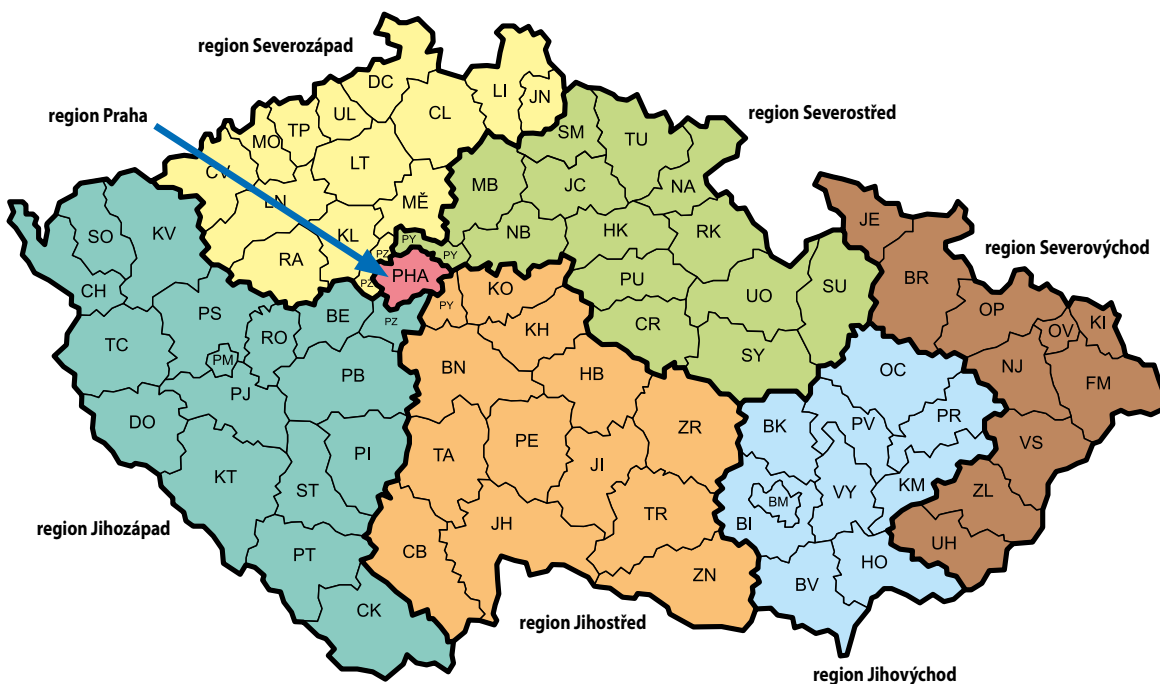 region Severozápad
DC
LI
JN
UL
CL
region Praha
TP
MO
SM
TU
region Severostřed
LT
CV
MB
JC
NA
LN
MĚ
JE
SO
KV
KL
NB
HK
RK
PY
PZ
PY
RA
region Severovýchod
PHA
BR
CH
PZ
KO
PU
UO
SU
PS
BE
PY
OP
KI
RO
PZ
KH
CR
OV
TC
PM
SY
BN
HB
NJ
OC
PB
FM
PJ
DO
PR
BK
PV
ZR
PE
VS
TA
PI
JI
KT
KM
ZL
ST
VY
BM
TR
JH
BI
region Jihozápad
UH
CB
PT
HO
ZN
BV
CK
region Jihostřed
region Jihovýchod